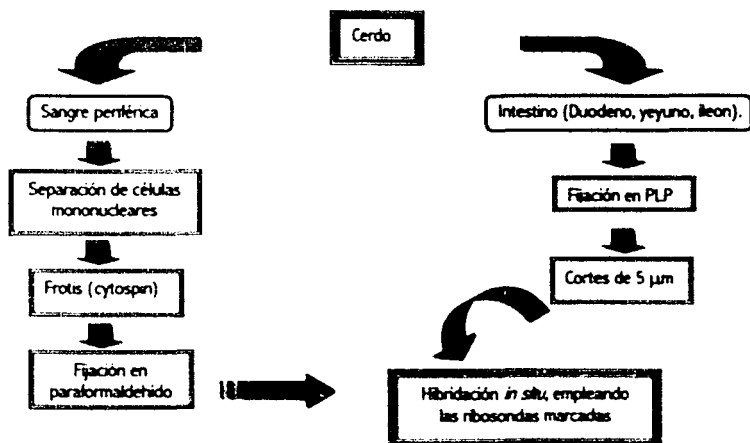 Cerdo
Sangre periférica
Separación de células
mononucleares
Frotis (cytospin)
Fijación en
paraformaldehido
Intestino (Duodeno, yeyuno, íleon).
Fijación en PLP
Cortes de 5 µm
Hibridación in situ, empleando
las ribosondas marcadas